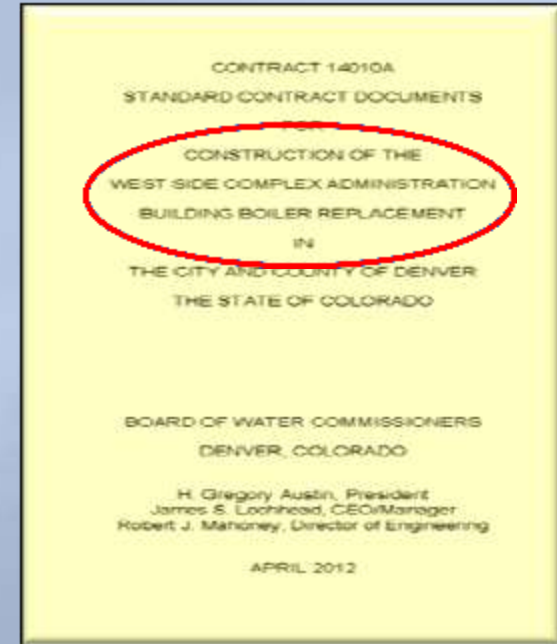 CONTRACT 14010A
STANDARD CONTRACT DOCUMENTS
FOR
CONSTRUCTION OF THE
WEST SIDE COMPLEX ADMINISTRATION
BUILDING BOILER REPLACEMENT
IN
THE CITY AND COUNTY OF DENVER
THE STATE OF COLORADO
BOARD OF WATER COMMISSIONERS
DENVER, COLORADO
H. Gregory Austin, President
James S. Lochhead, CEO/Manager
Robert J. Mahoney, Director of Engineering
APRIL 2012